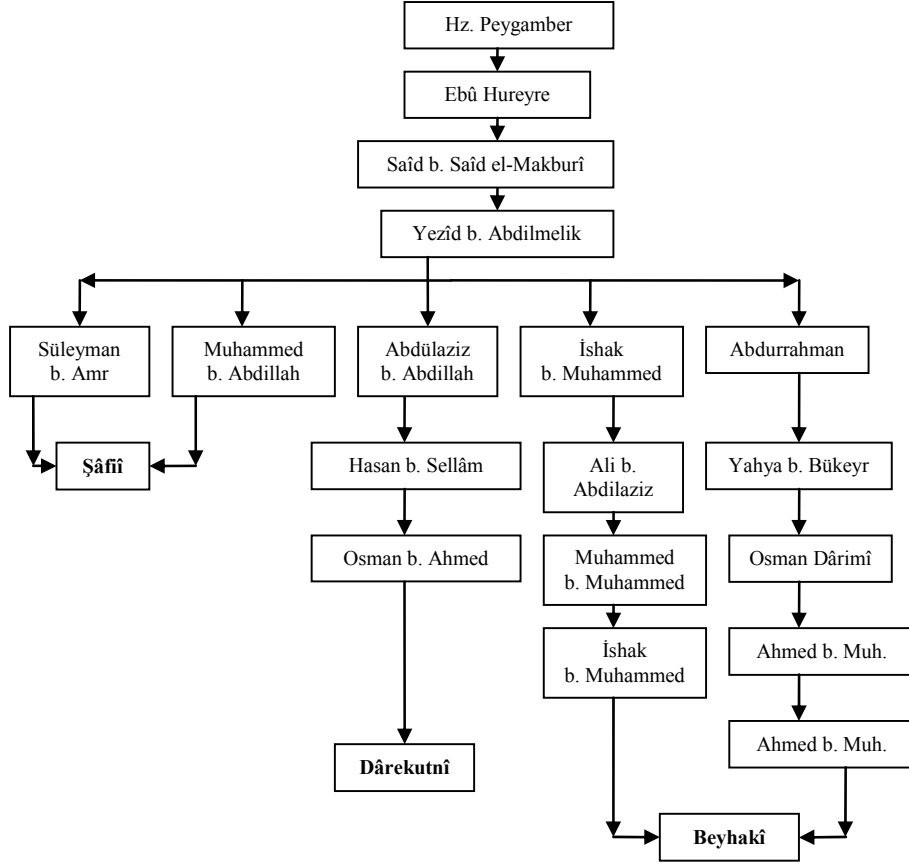 Hz. Peygamber
Ebû Hureyre
Saîd b. Saîd el-Makburî
Yezîd b. Abdilmelik
Süleyman
b. Amr
Muhammed
b. Abdillah
Abdülaziz
b. Abdillah
İshak
b. Muhammed
Abdurrahman
Şâfiî
Hasan b. Sellâm
Ali b.
Abdilaziz
Yahya b. Bükeyr
Osman b. Ahmed
Muhammed
b. Muhammed
Osman Dârimî
İshak
b. Muhammed
Ahmed b. Muh.
Ahmed b. Muh.
Dârekutnî
Beyhakî